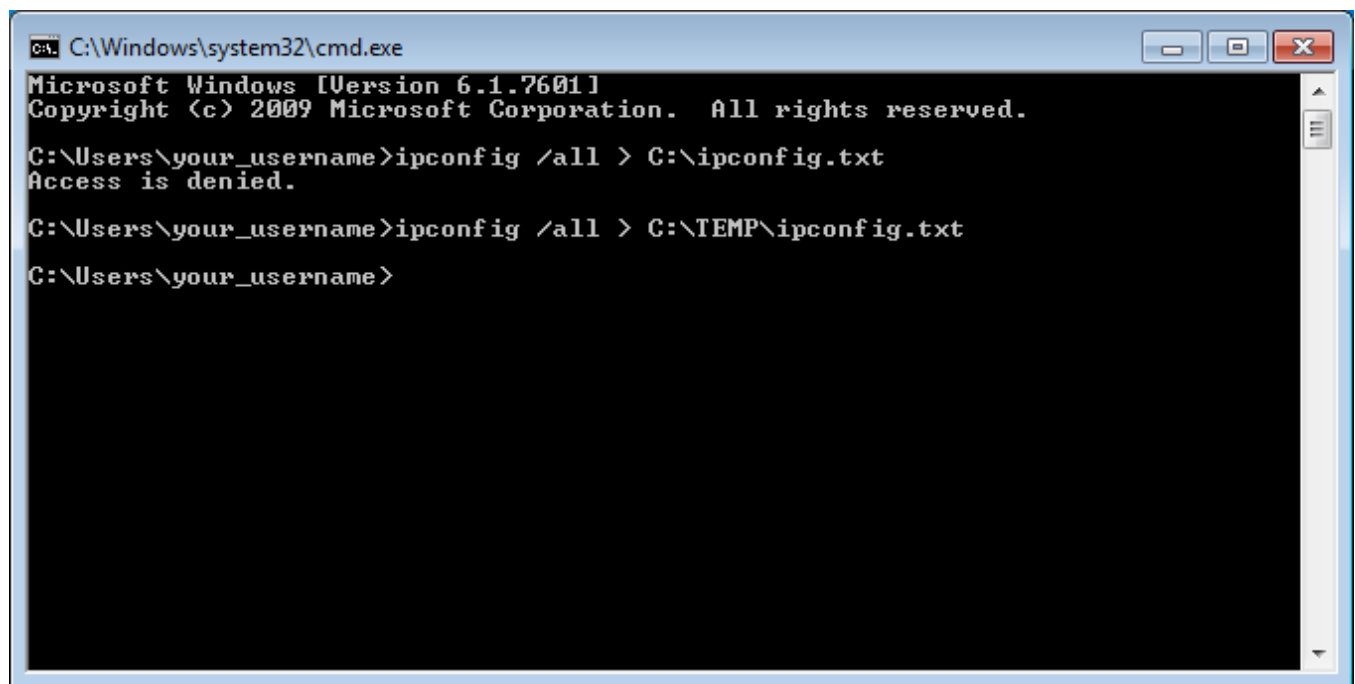 C:\Windows\system32\cmd.exe
Microsoft Windows [Version 6.1.7601]
Copyright (c) 2009 Microsoft Corporation.  All rights reserved.
C:\Users\your_username>ipconfig /all > C:\ipconfig.txt
Access is denied.
C:\Users\your_username>ipconfig /all > C:\TEMP\ipconfig.txt
C:\Users\your_username>